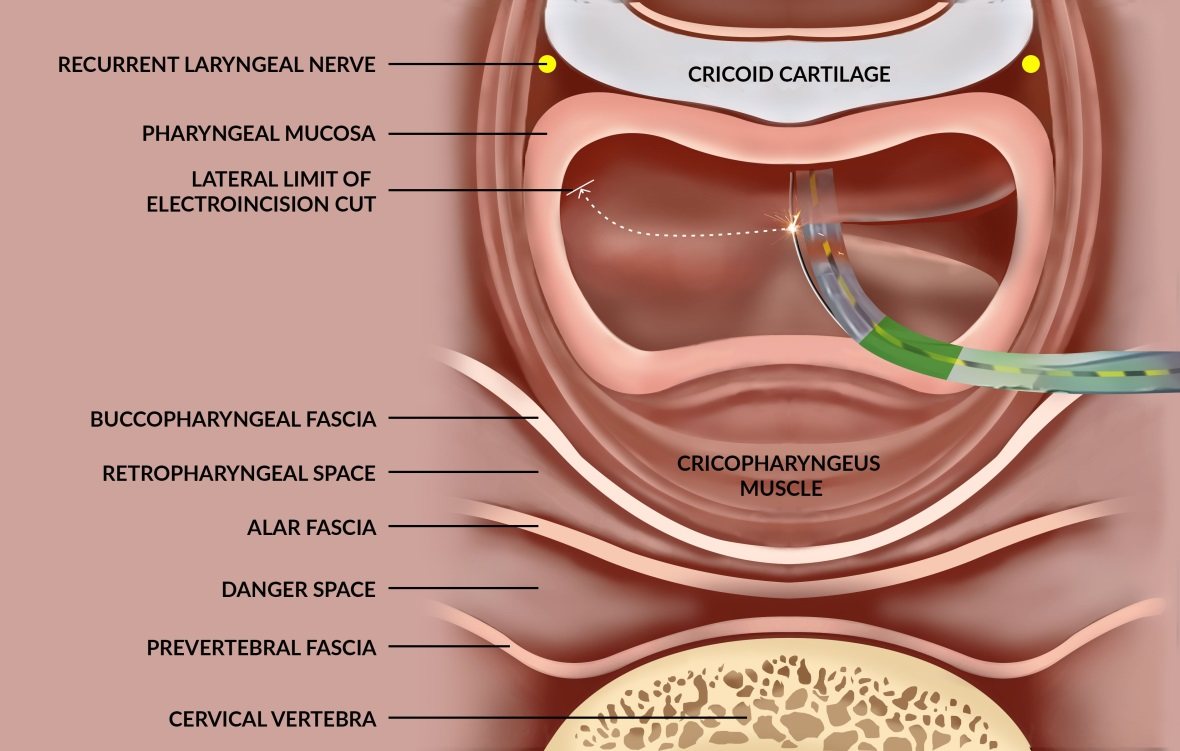 RECURRENT LARYNGEAL NERVE
CRICOID CARTILAGE
PHARYNGEAL MUCOSA
LATERAL LIMIT OF
ELECTROINCISION CUT
BUCCOPHARYNGEAL FASCIA
CRICOPHARYNGEUS
MUSCLE
RETROPHARYNGEAL SPACE
ALAR FASCIA
DANGER SPACE
PREVERTEBRAL FASCIA
CERVICAL VERTEBRA